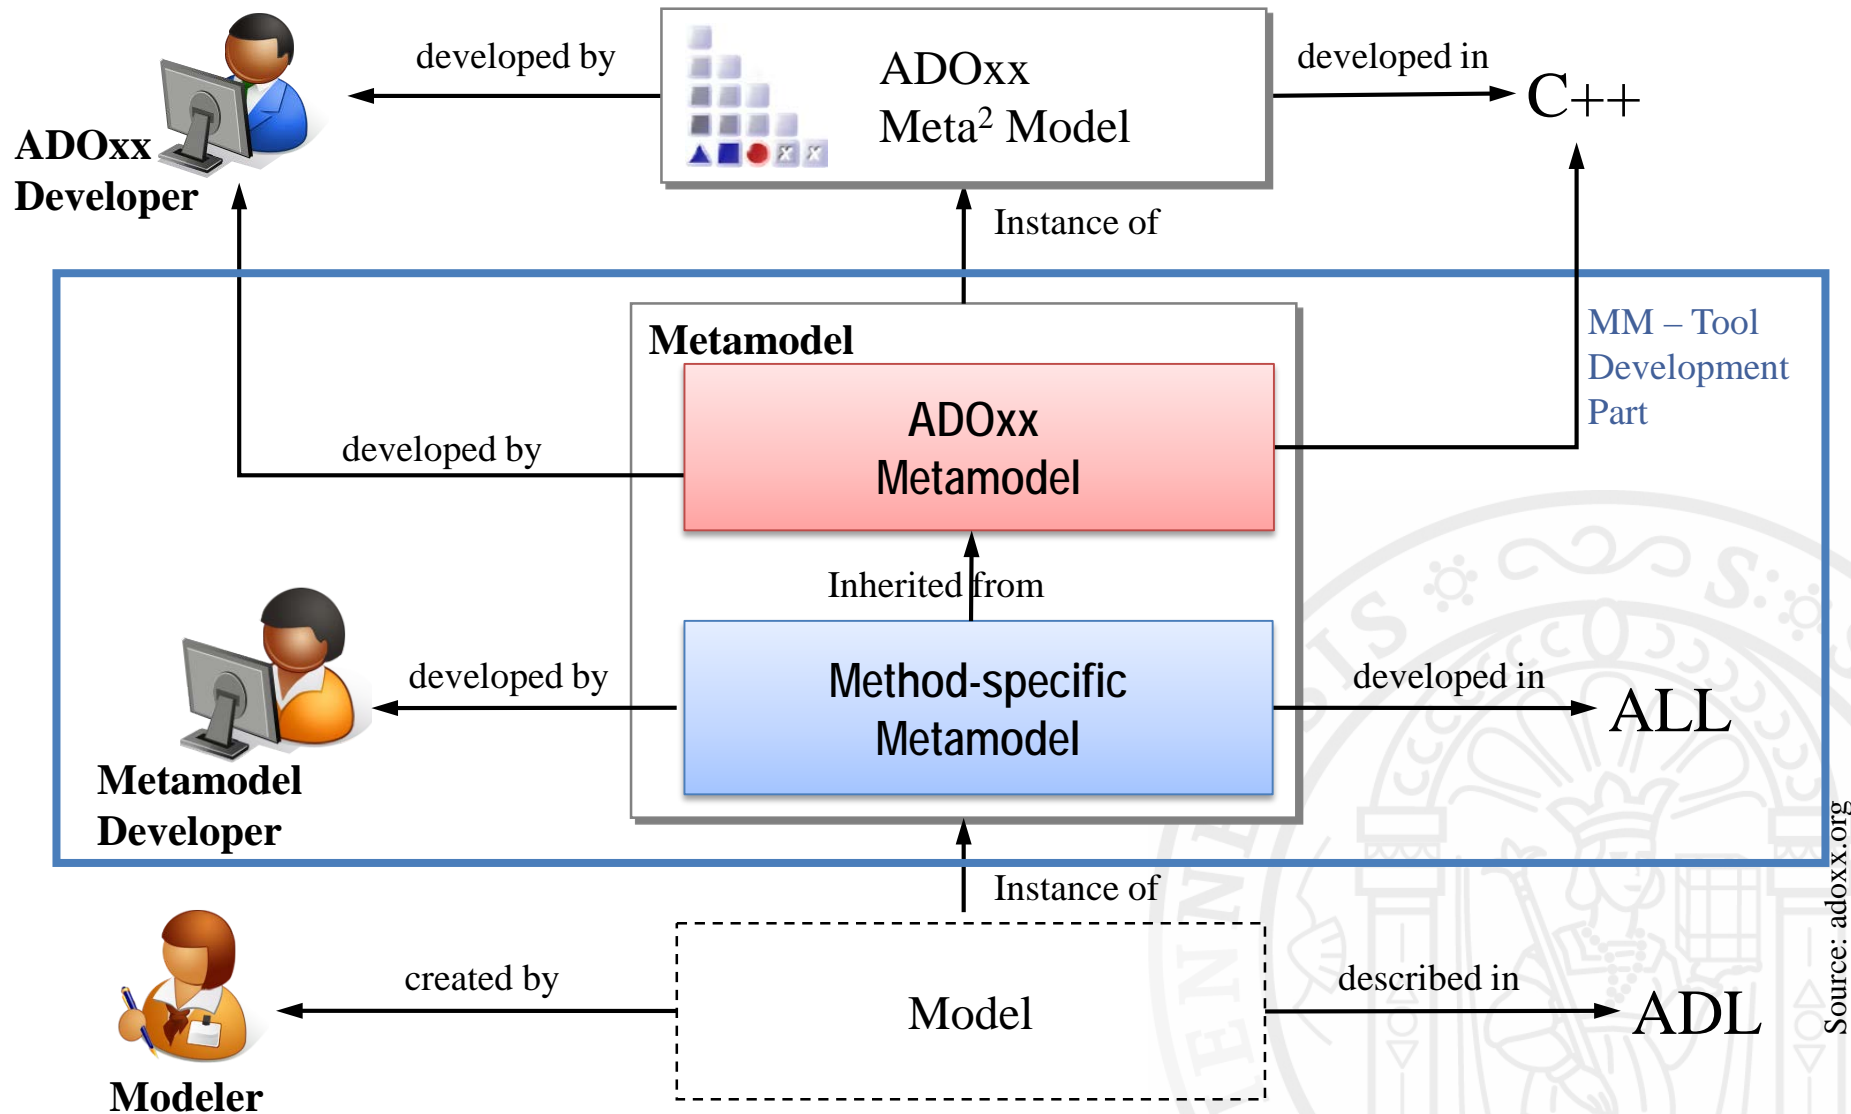 developed by
ADOxx
Meta² Model
developed in
C++
ADOxx
Developer
Instance of
MM – Tool
Development
Part
Metamodel
ADOxx
Metamodel
developed by
Inherited from
developed by
Method-specific
Metamodel
developed in
ALL
Metamodel
Developer
Instance of
created by
Model
described in
ADL
Modeler
Source: adoxx.org